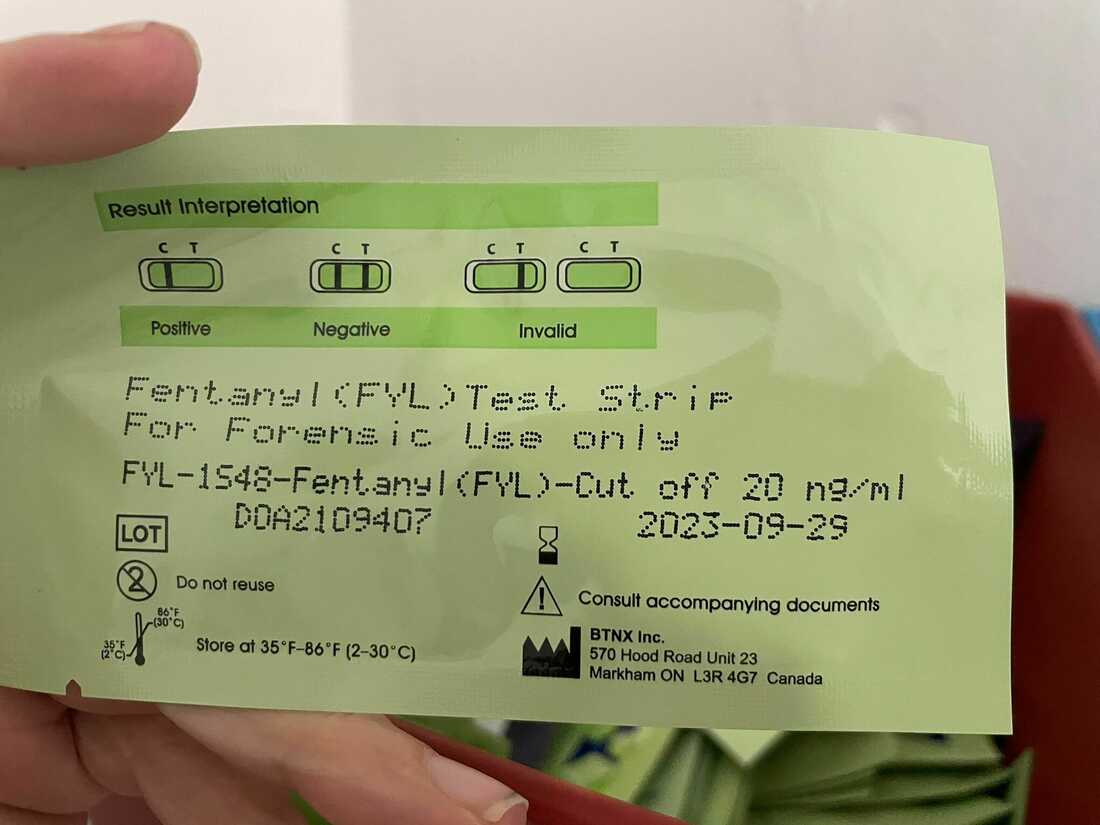 Result Interpretation
C T C T C T C T
Positive Negative Invalid
Fentanyl(FYL)Test Strip
For Forensic Use only
FYL-1S48-Fentanyl(FYL)-Cut off 20 ng/ml
LOT DOA2109407 2023-09-29
2 Do not reuse
! Consult accompanying documents
86°F
(30°C)
35°F
(2°C)
Store at 35°F–86°F (2–30°C)
BTNX Inc.
570 Hood Road Unit 23
Markham ON L3R 4G7 Canada